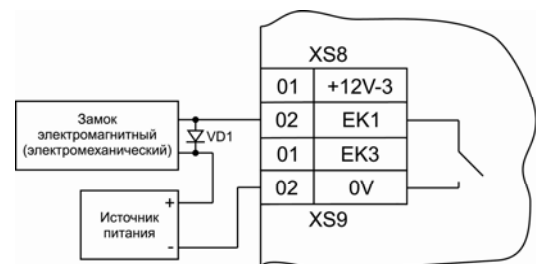 XS8
01 +12V-3
02 EK1
01 EK3
02 0V
XS9
Замок
электромагнитный
(электромеханический)
VD1
Источник
питания
+
-